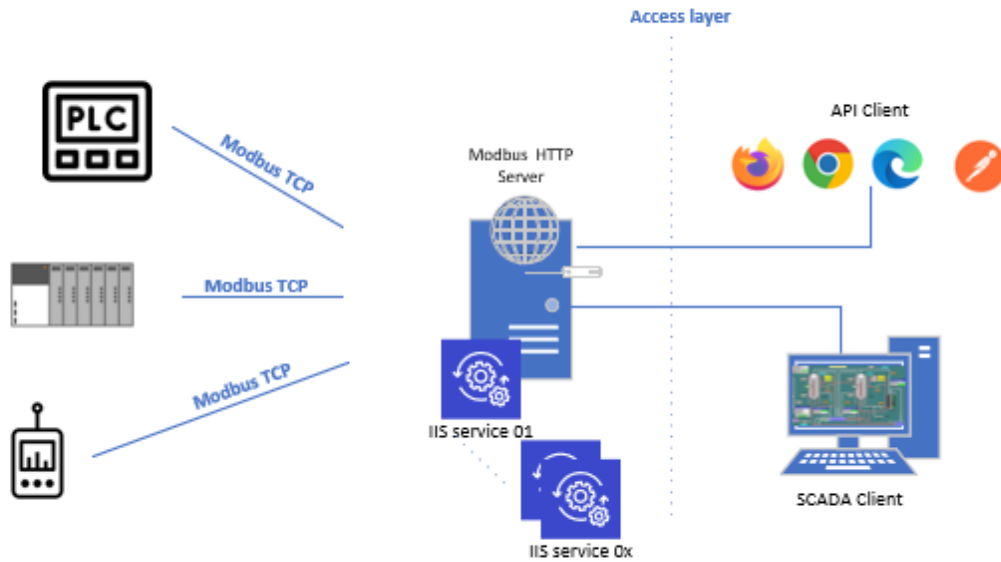 Access layer
PLC
Modbus TCP
Modbus HTTP
Server
API Client
Modbus TCP
Modbus TCP
IIS service 01
IIS service 0x
SCADA Client